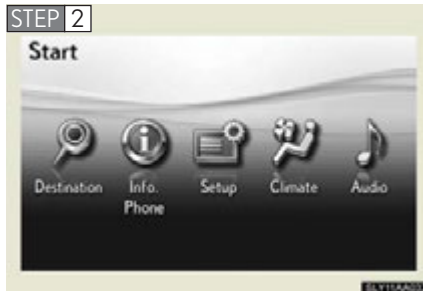 STEP 2
Start
Destination
Info.
Phone
Setup
Climate
Audio